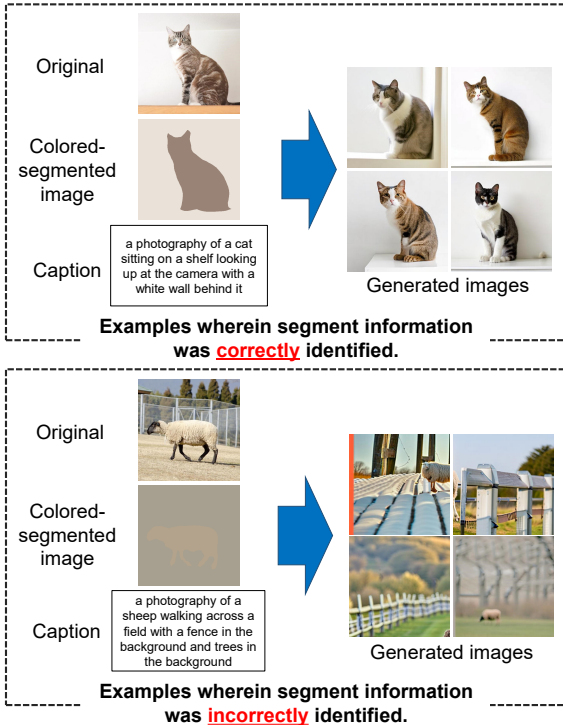 Original
Colored-
segmented
image
Caption
a photography of a cat
sitting on a shelf looking
up at the camera with a
white wall behind it
Generated images
Examples wherein segment information
was correctly identified.
Original
Colored-
segmented
image
Caption
a photography of a
sheep walking across a
field with a fence in the
background and trees in
the background
Generated images
Examples wherein segment information
was incorrectly identified.